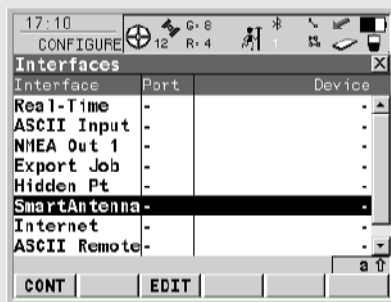 17:10
CONFIGURE
12
G: 8
R: 4
1
Interfaces
X
Interface Port Device
Real-Time - -
ASCII Input - -
NMEA Out 1 - -
Export Job - -
Hidden Pt - -
SmartAntenna - -
Internet - -
ASCII Remote - -
a
CONT EDIT